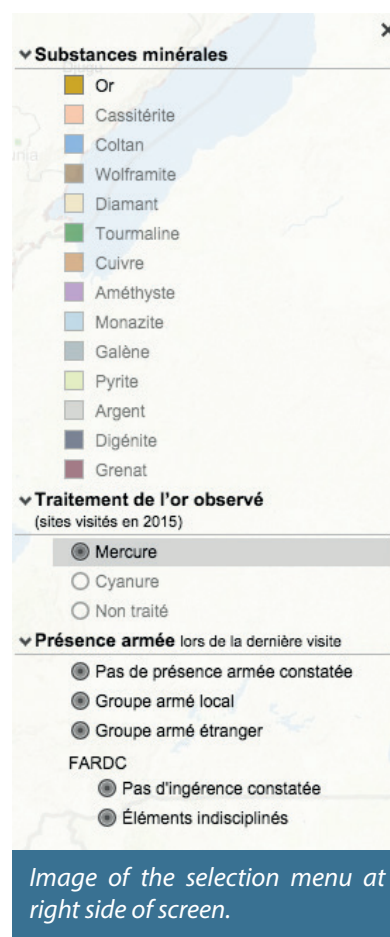 ×
Substances minérales
Or
Cassitérite
Coltan
Wolframite
Diamant
Tourmaline
Cuivre
Améthyste
Monazite
Galène
Pyrite
Argent
Digénite
Grenat
Traitement de l'or observé
(sites visités en 2015)
Mercure
Cyanure
Non traité
Présence armée lors de la dernière visite
Pas de présence armée constatée
Groupe armé local
Groupe armé étranger
FARDC
Pas d'ingérence constatée
Éléments indisciplinés
Image of the selection menu at
right side of screen.